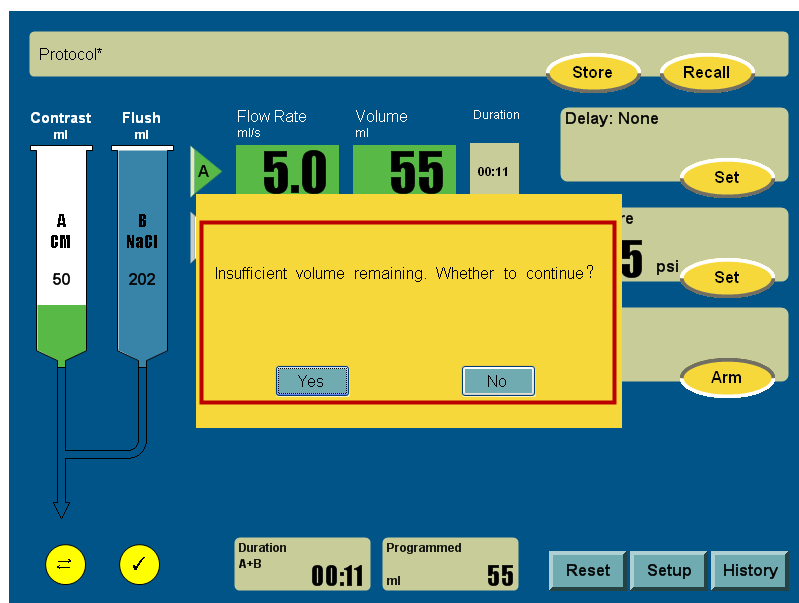 Protocol*
Store
Recall
Contrast
ml
Flush
ml
Flow Rate
ml/s
Volume
ml
Duration
Delay: None
A
5.0
55
00:11
Set
A
CM
50
B
NaCl
202
re
5 psi
Set
Insufficient volume remaining. Whether to continue?
Yes
No
Arm
Duration
A+B
00:11
Programmed
ml
55
Reset
Setup
History